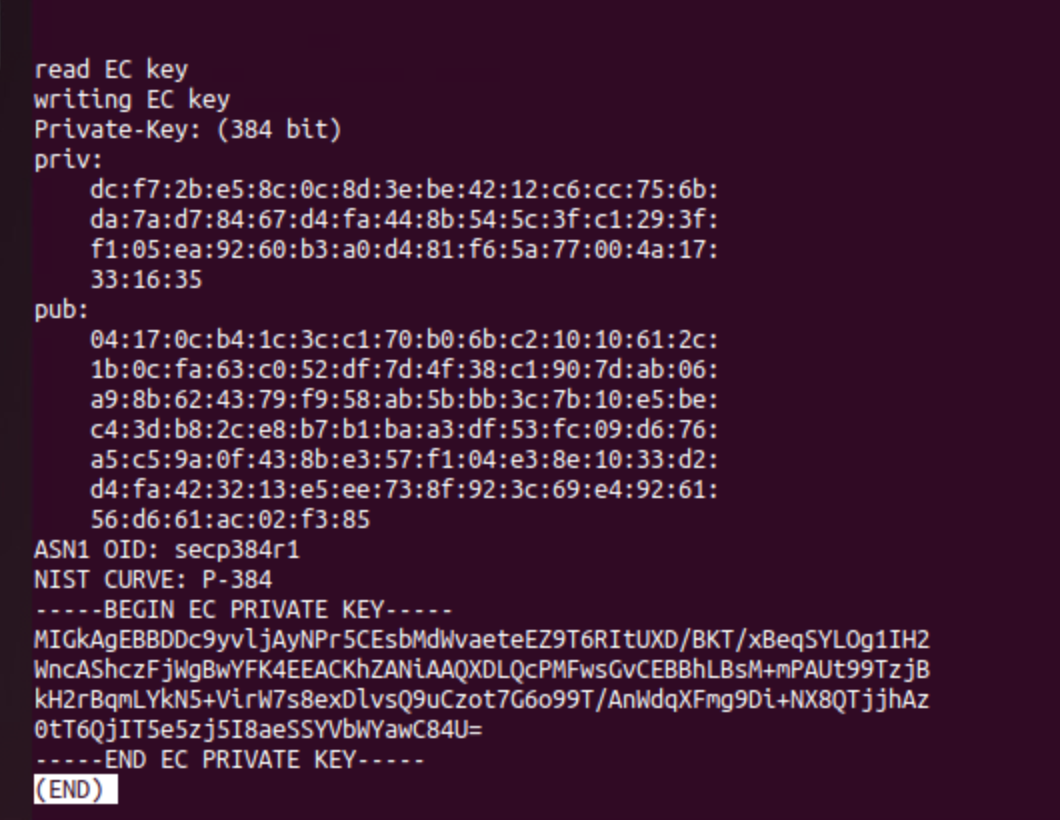 read EC key
writing EC key
Private-Key: (384 bit)
priv:
dc:f7:2b:e5:8c:0c:8d:3e:be:42:12:c6:cc:75:6b:
da:7a:d7:84:67:d4:fa:44:8b:54:5c:3f:c1:29:3f:
f1:05:ea:92:60:b3:a0:d4:81:f6:5a:77:00:4a:17:
33:16:35
pub:
04:17:0c:b4:1c:3c:c1:70:b0:6b:c2:10:10:61:2c:
1b:0c:fa:63:c0:52:df:7d:4f:38:c1:90:7d:ab:06:
a9:8b:62:43:79:f9:58:ab:5b:bb:3c:7b:10:e5:be:
c4:3d:b8:2c:e8:b7:b1:ba:a3:df:53:fc:09:d6:76:
a5:c5:9a:0f:43:8b:e3:57:f1:04:e3:8e:10:33:d2:
d4:fa:42:32:13:e5:ee:73:8f:92:3c:69:e4:92:61:
56:d6:61:ac:02:f3:85
ASN1 OID: secp384r1
NIST CURVE: P-384
-----BEGIN EC PRIVATE KEY-----
MIGkAgEBBDDc9yvljAyNPr5CEsbMdWvaeteEZ9T6RItUXD/BKT/xBeqSYLOg1IH2
WncAShczFjWgBwYFK4EEACKhZANiAAQXDLQcPMFwsGvCEBBhLBsM+mPAUt99TzjB
kH2rBqmLYkN5+VirW7s8exDlvsQ9uCzot7G6o99T/AnWdqXFmg9Di+NX8QTjjhAz
0tT6QjIT5e5zj5I8aeSSYVbWYawC84U=
-----END EC PRIVATE KEY-----
(END)